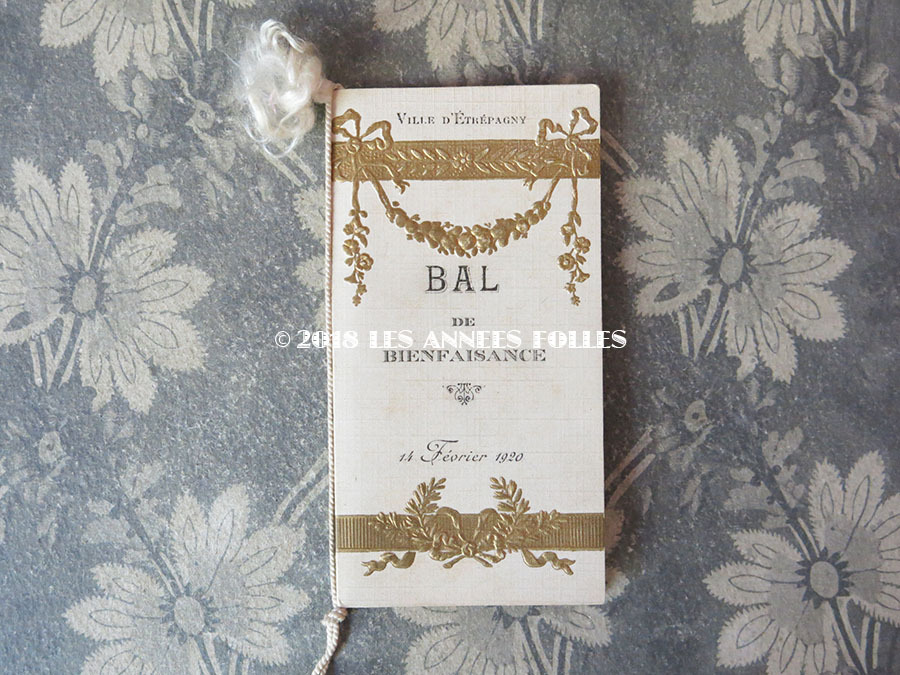 VILLE D'ÉTRÉPAGNY
BAL
DE
© 2018 LES ANNEES FOLLES
BIENFAISANCE
14 Février 1920